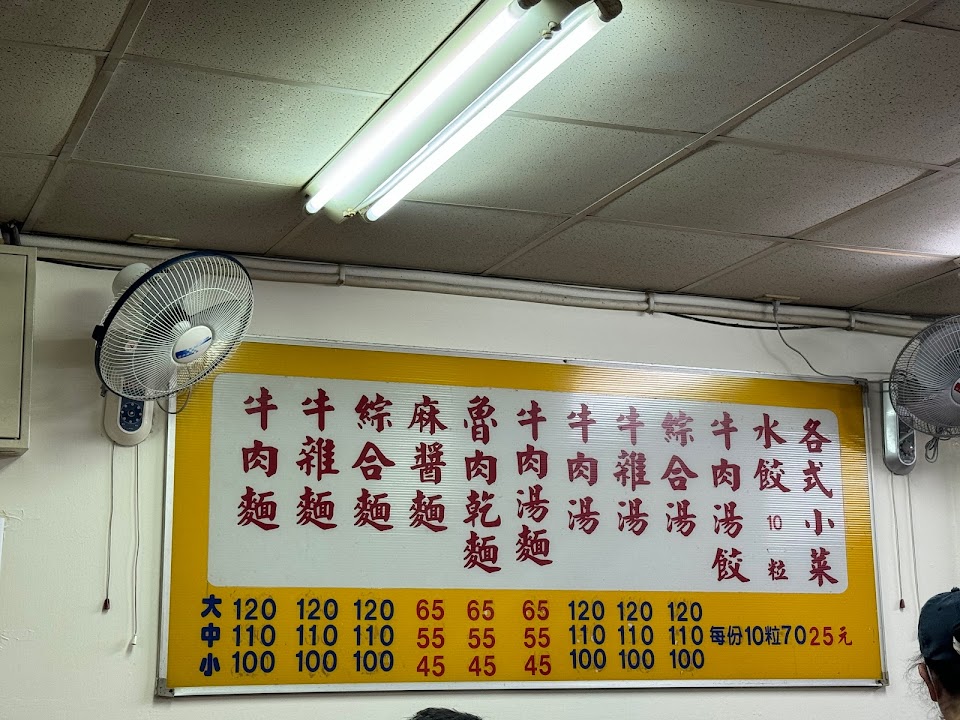 牛肉麵
牛雜麵
綜合麵
麻醬麵
魯肉乾麵
牛肉湯麵
牛肉湯
牛雜湯
綜合湯
牛肉湯餃
水餃10粒
各式小菜
大 120 120 120 65 65 65 120 120 120
中 110 110 110 55 55 55 110 110 110 每份10粒70 25元
小 100 100 100 45 45 45 100 100 100